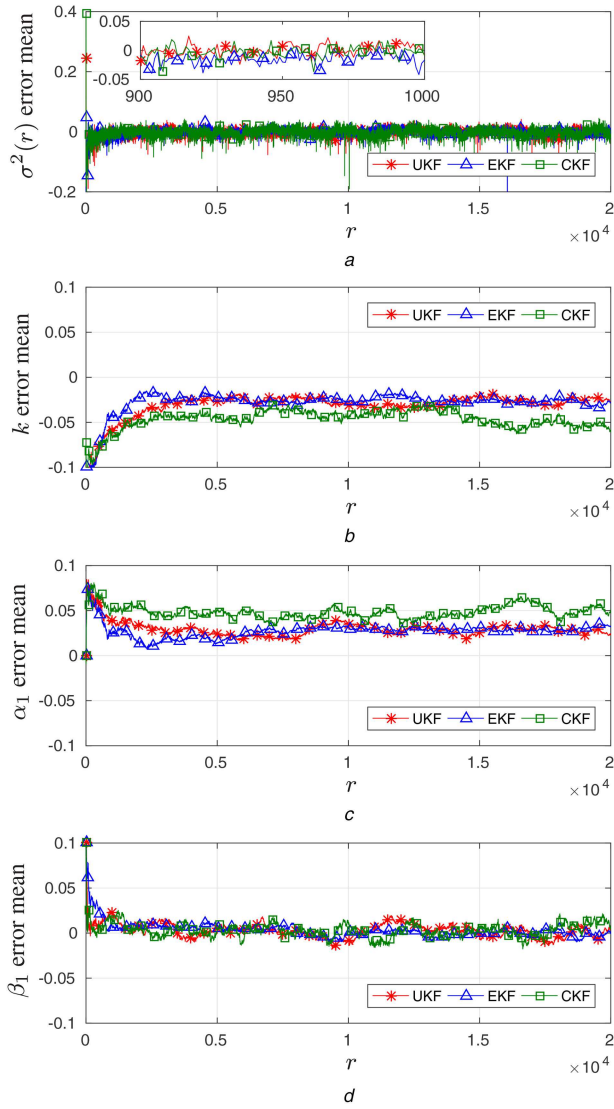 0.05
0
-0.05
900
950
1000
0.4
0.2
0
-0.2
σ²(r) error mean
UKF EKF CKF
0 0.5 1 1.5 2
r
×10⁴
a
0.1
0.05
0
-0.05
-0.1
k error mean
UKF EKF CKF
0 0.5 1 1.5 2
r
×10⁴
b
0.1
0.05
0
-0.05
-0.1
α₁ error mean
UKF EKF CKF
0 0.5 1 1.5 2
r
×10⁴
c
0.1
0.05
0
-0.05
-0.1
β₁ error mean
UKF EKF CKF
0 0.5 1 1.5 2
r
×10⁴
d